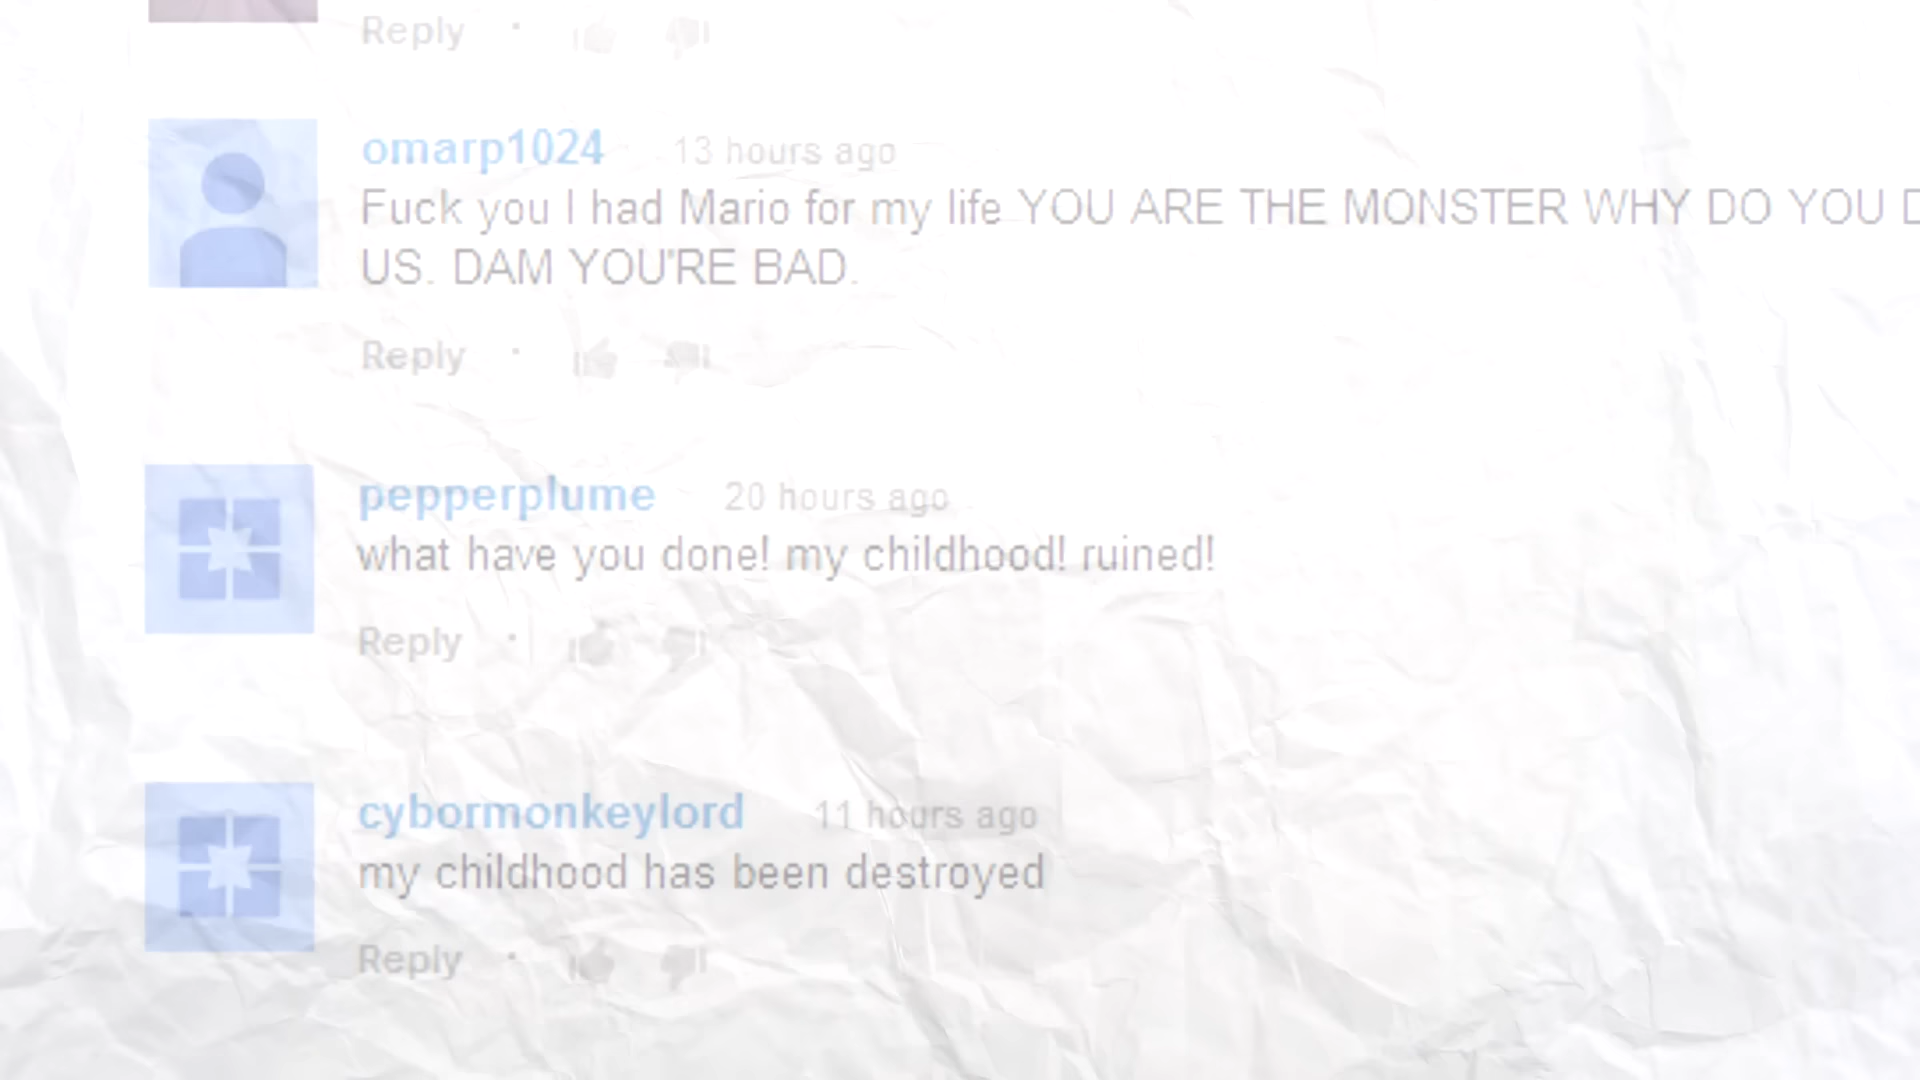 Reply ·
omarp1024 13 hours ago
Fuck you I had Mario for my life YOU ARE THE MONSTER WHY DO YOU
US. DAM YOU'RE BAD.
Reply ·
pepperplume 20 hours ago
what have you done! my childhood! ruined!
Reply ·
cybormonkeylord 11 hours ago
my childhood has been destroyed
Reply ·